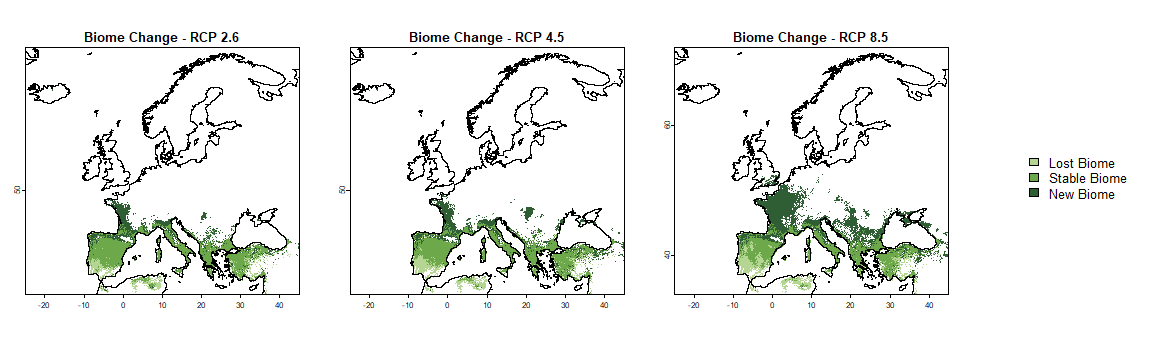 Biome Change - RCP 2.6
Biome Change - RCP 4.5
Biome Change - RCP 8.5
50
50
60
40
-20 -10 0 10 20 30 40
-20 -10 0 10 20 30 40
-20 -10 0 10 20 30 40
Lost Biome
Stable Biome
New Biome